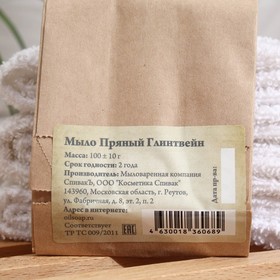 Мыло Пряный Глинтвейн
Масса: 100 ± 10 г
Срок годности: 2 года
Производитель: Мыловаренная компания
СпивакЪ, ООО "Косметика Спивак"
143960, Московская область, г. Реутов,
ул. Фабричная, д. 8, эт. 2, п. 2
Адрес в интернете:
Соответствует
ТР ТС 009/2011
4 630018 360689
Дата пр-ва: